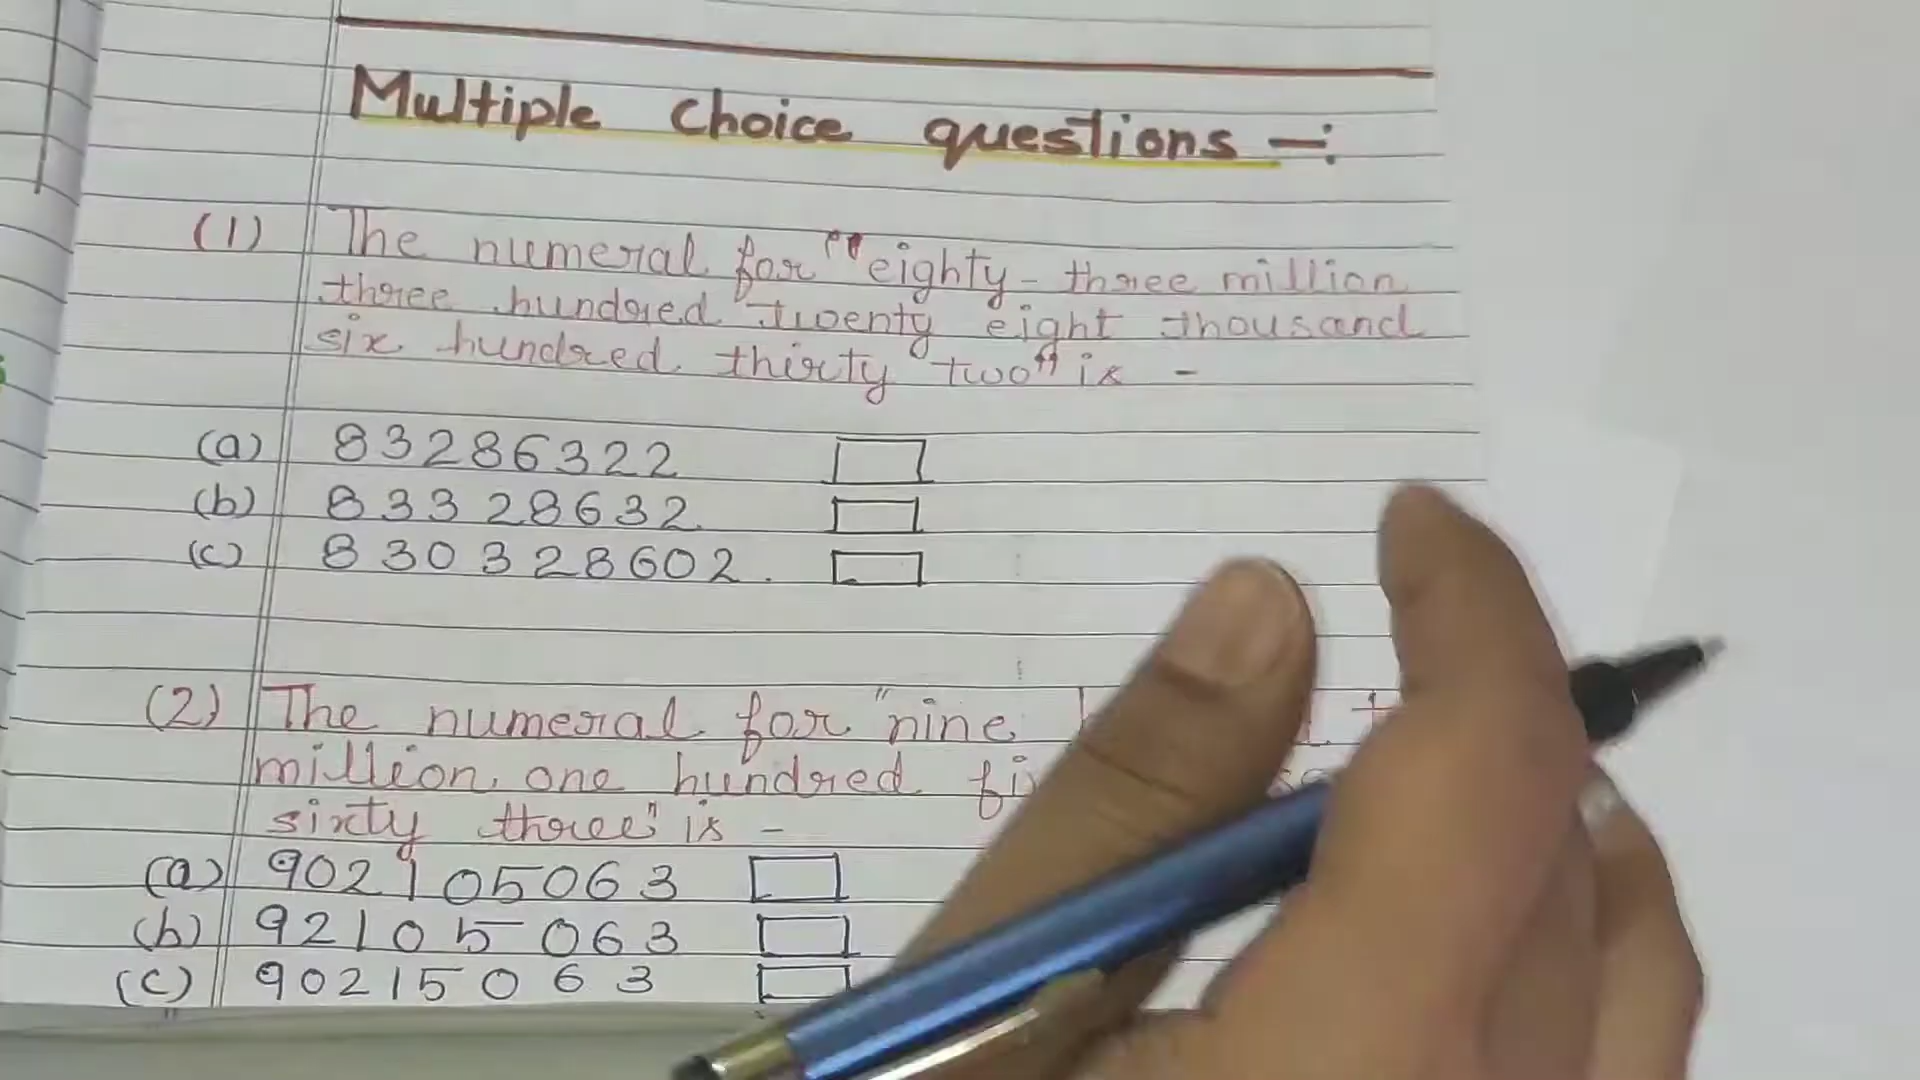 Multiple choice questions -:
(1) The numeral for "eighty-three million
three hundred twenty eight thousand
six hundred thirty two" is -
(a) 83286322
(b) 83328632
(c) 830328602.
(2) The numeral for "nine
million one hundred
sixty three" is -
(a) 902105063
(b) 92105063
(c) 90215063